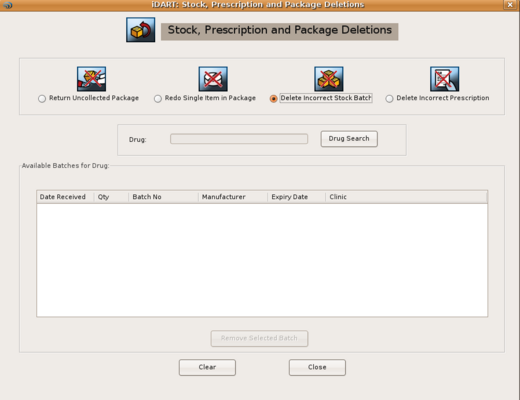 iDART: Stock, Prescription and Package Deletions
Stock, Prescription and Package Deletions
Return Uncollected Package Redo Single Item in Package Delete Incorrect Stock Batch Delete Incorrect Prescription
Drug: Drug Search
Available Batches for Drug:
Date Received Qty Batch No Manufacturer Expiry Date Clinic
Remove Selected Batch
Clear Close